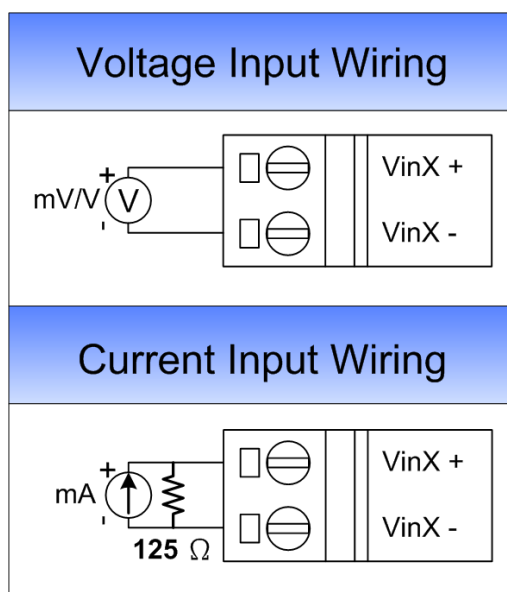 Voltage Input Wiring
+
mV/V
V
-
VinX +
VinX -
Current Input Wiring
+
mA
-
125 Ω
VinX +
VinX -